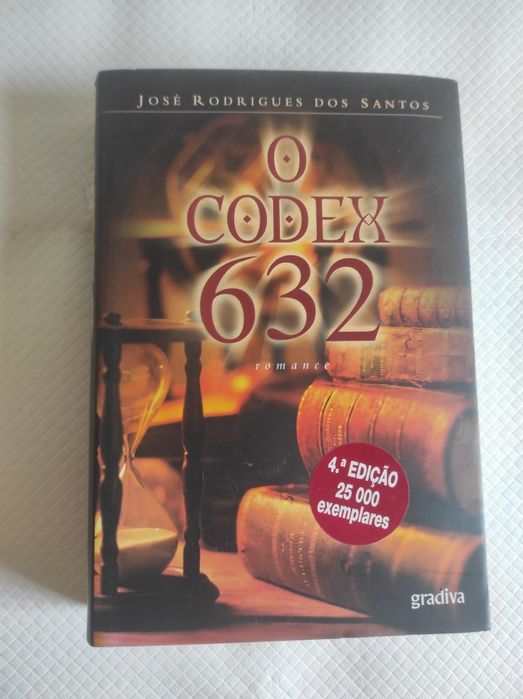 JOSÉ RODRIGUES DOS SANTOS
O
CODEX
632
romance
4.ª EDIÇÃO
25 000
exemplares
gradiva